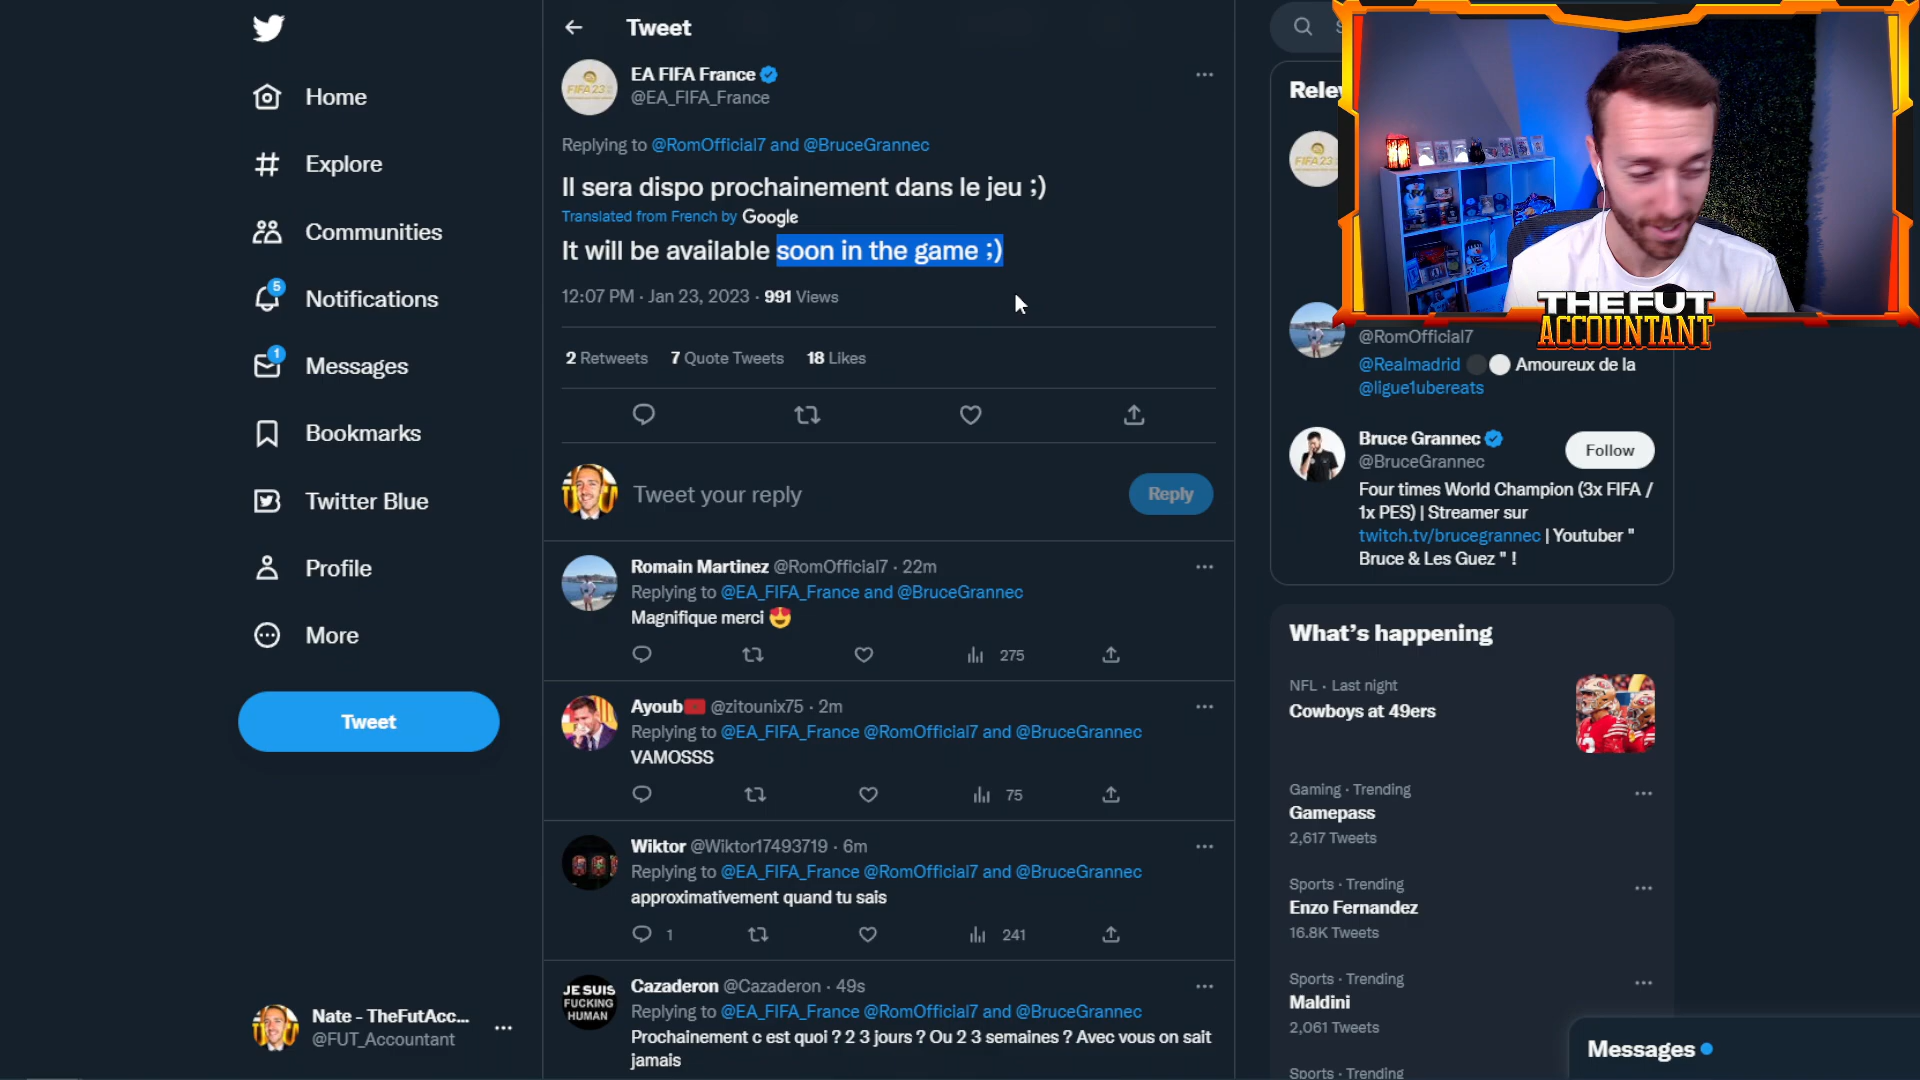 Home
Explore
Communities
5
Notifications
1
Messages
Bookmarks
Twitter Blue
Profile
More
Tweet
Nate - TheFutAcc...
@FUT_Accountant
Tweet
EA FIFA France
@EA_FIFA_France
Replying to @RomOfficial7 and @BruceGrannec
Il sera dispo prochainement dans le jeu ;)
Translated from French by Google
It will be available soon in the game ;)
12:07 PM · Jan 23, 2023 · 991 Views
2 Retweets 7 Quote Tweets 18 Likes
Tweet your reply
Reply
Romain Martinez @RomOfficial7 · 22m
Replying to @EA_FIFA_France and @BruceGrannec
Magnifique merci 😍
275
Ayoub🇲🇦 @zitounix75 · 2m
Replying to @EA_FIFA_France @RomOfficial7 and @BruceGrannec
VAMOSSS
75
Wiktor @Wiktor17493719 · 6m
Replying to @EA_FIFA_France @RomOfficial7 and @BruceGrannec
approximativement quand tu sais
1 241
JE SUIS
FUCKING
HUMAN
Cazaderon @Cazaderon · 49s
Replying to @EA_FIFA_France @RomOfficial7 and @BruceGrannec
Prochainement c est quoi ? 2 3 jours ? Ou 2 3 semaines ? Avec vous on sait
jamais
FIFA 23
THE FUT
ACCOUNTANT
@RomOfficial7
@Realmadrid ⚫⚪ Amoureux de la
@ligue1ubereats
Bruce Grannec
@BruceGrannec
Follow
Four times World Champion (3x FIFA /
1x PES) | Streamer sur
twitch.tv/brucegrannec | Youtuber "
Bruce & Les Guez " !
What's happening
NFL · Last night
Cowboys at 49ers
Gaming · Trending
Gamepass
2,617 Tweets
Sports · Trending
Enzo Fernandez
16.8K Tweets
Sports · Trending
Maldini
2,061 Tweets
Sports · Trending
Messages